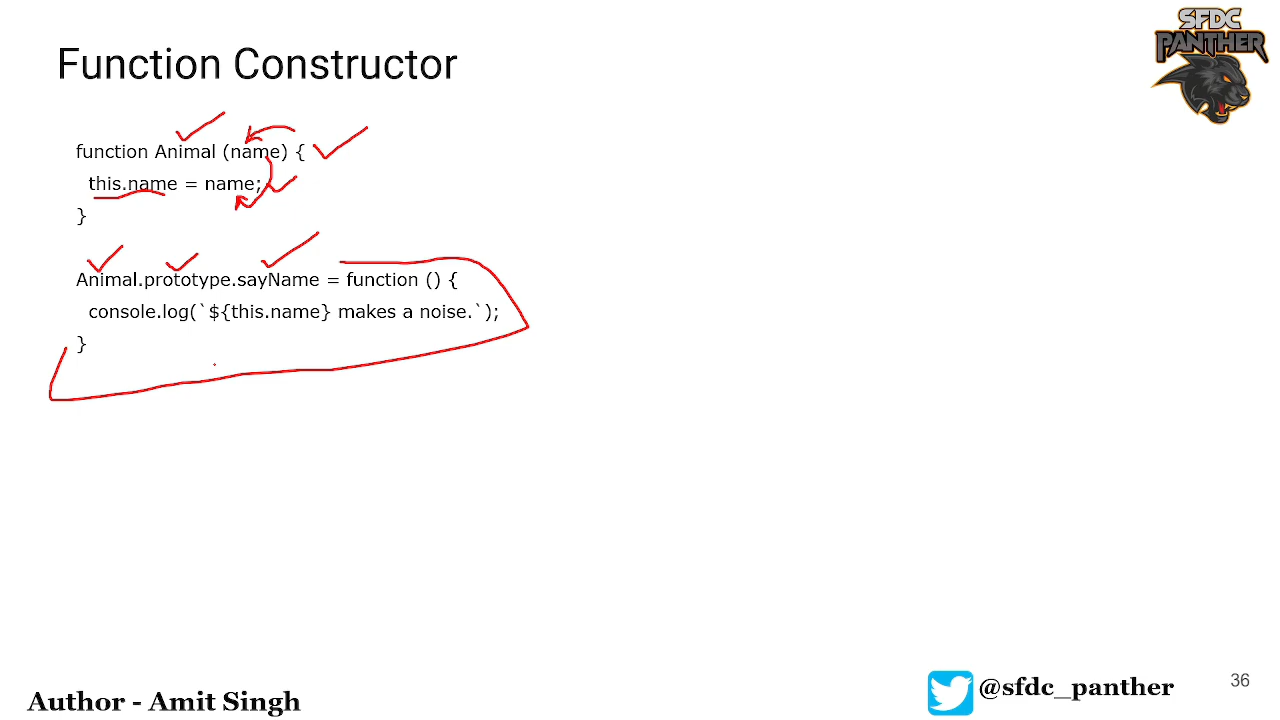 SFDC
PANTHER
Function Constructor
function Animal (name) {
this.name = name;
}
Animal.prototype.sayName = function () {
console.log(`${this.name} makes a noise.`);
}
Author - Amit Singh
@sfdc_panther
36